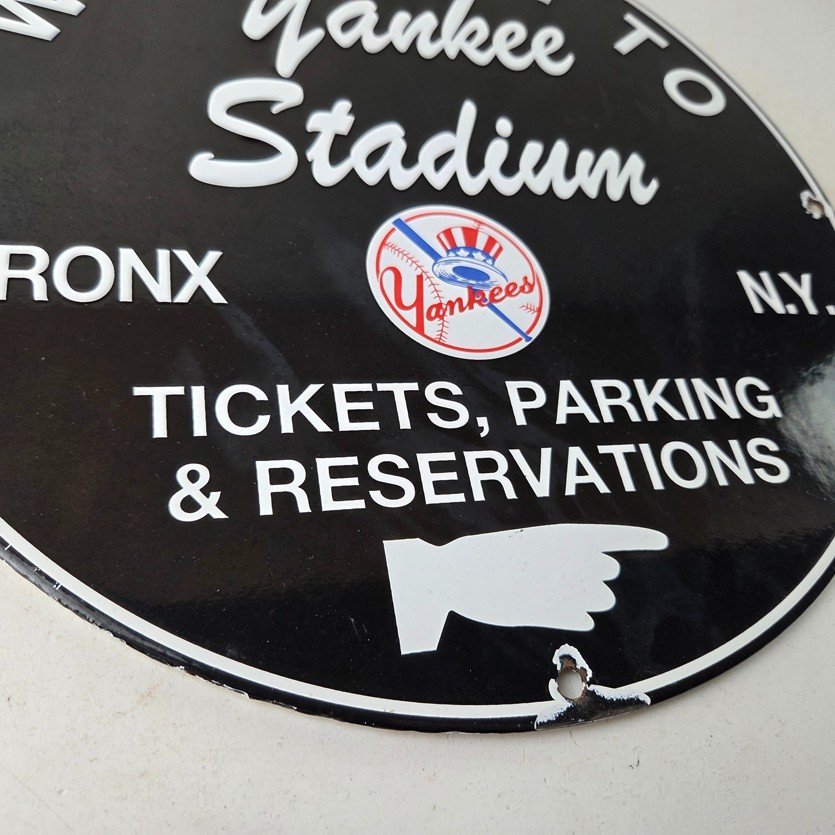 TO
Yankee
Stadium
RONX
Yankees
N.Y.
TICKETS, PARKING
& RESERVATIONS